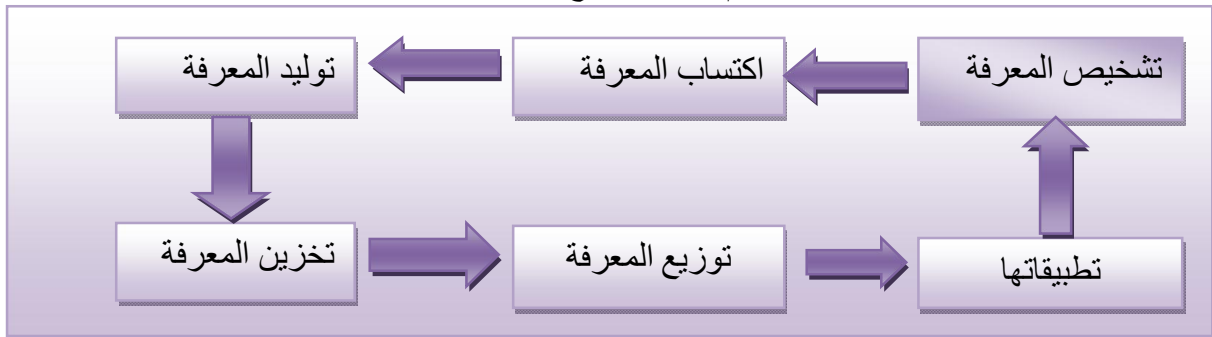 تشخيص المعرفة
اكتساب المعرفة
توليد المعرفة
تخزين المعرفة
توزيع المعرفة
تطبيقاتها